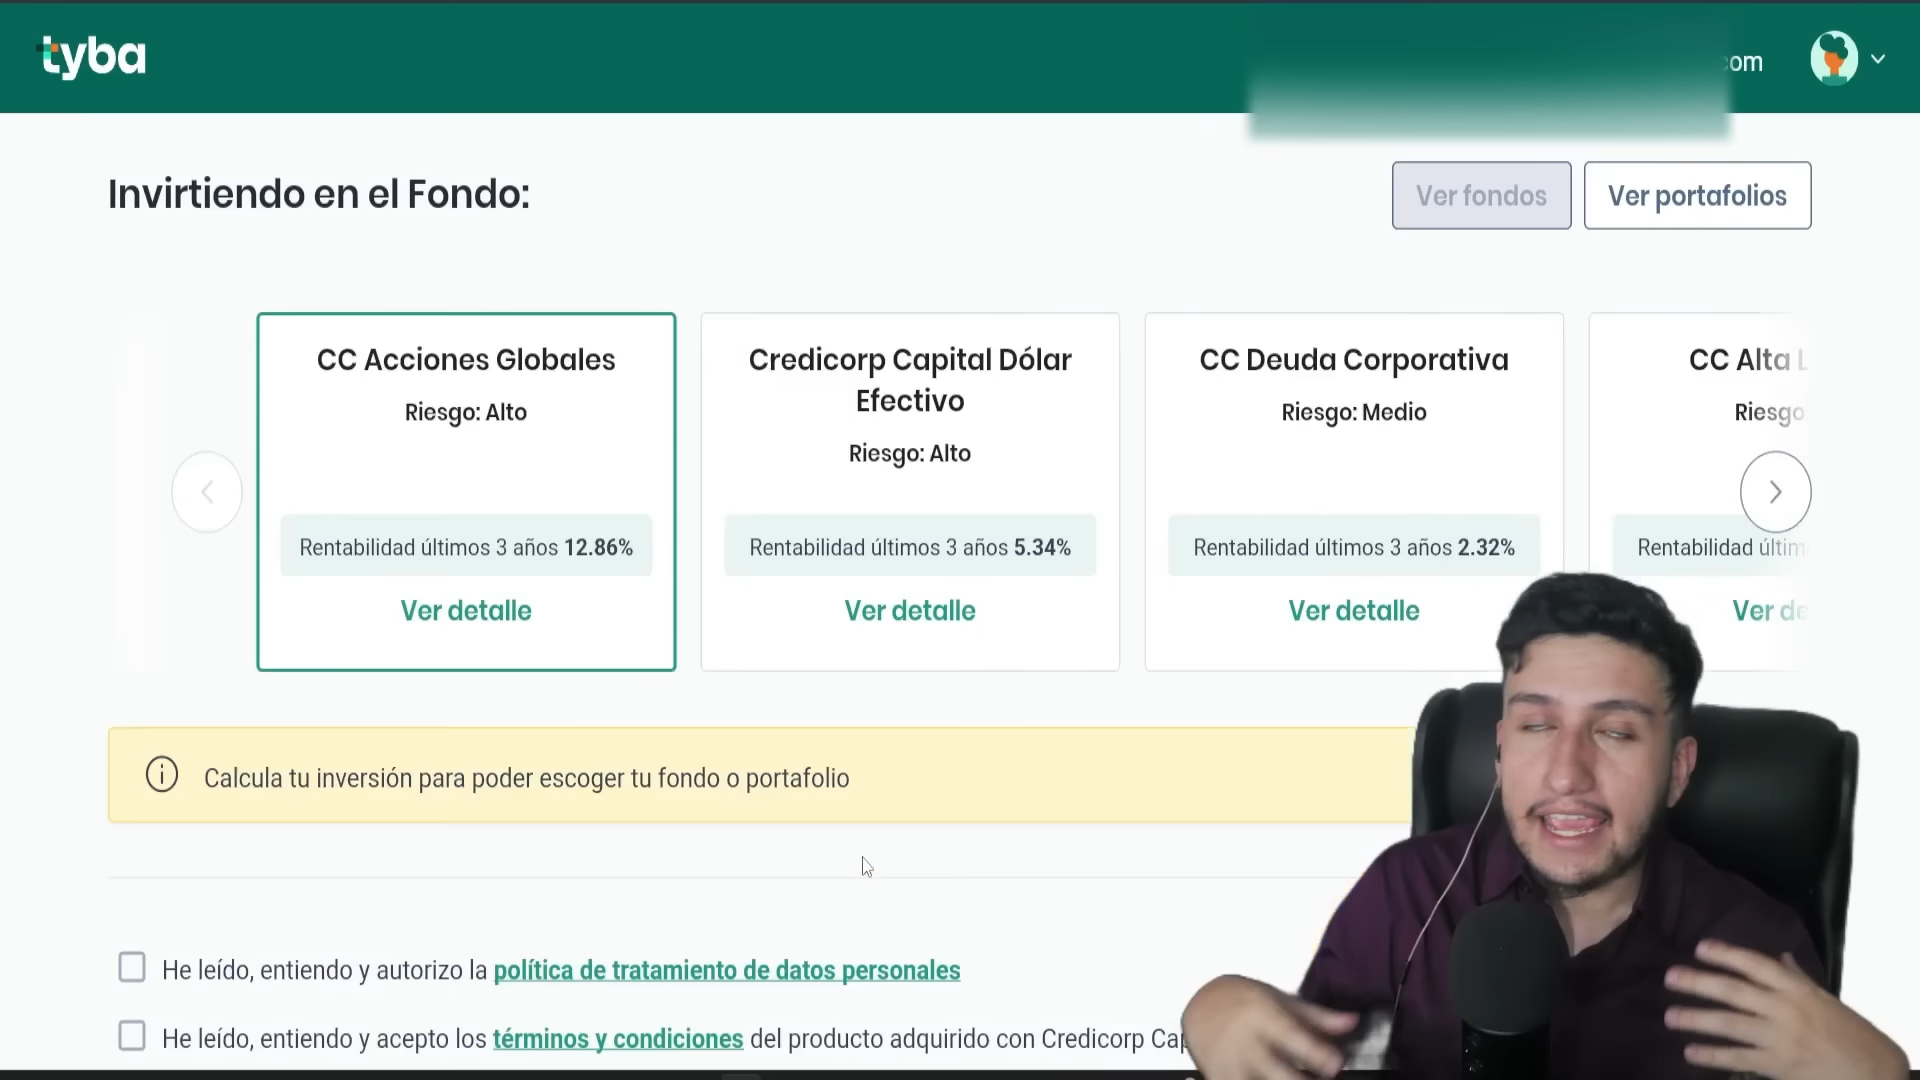 tyba
om
Invirtiendo en el Fondo:
Ver fondos
Ver portafolios
CC Acciones Globales
Riesgo: Alto
Rentabilidad últimos 3 años 12.86%
Ver detalle
Credicorp Capital Dólar
Efectivo
Riesgo: Alto
Rentabilidad últimos 3 años 5.34%
Ver detalle
CC Deuda Corporativa
Riesgo: Medio
Rentabilidad últimos 3 años 2.32%
Ver detalle
CC Alta
Riesgo
Rentabilidad
Ver
Calcula tu inversión para poder escoger tu fondo o portafolio
He leído, entiendo y autorizo la política de tratamiento de datos personales
He leído, entiendo y acepto los términos y condiciones del producto adquirido con Credicorp